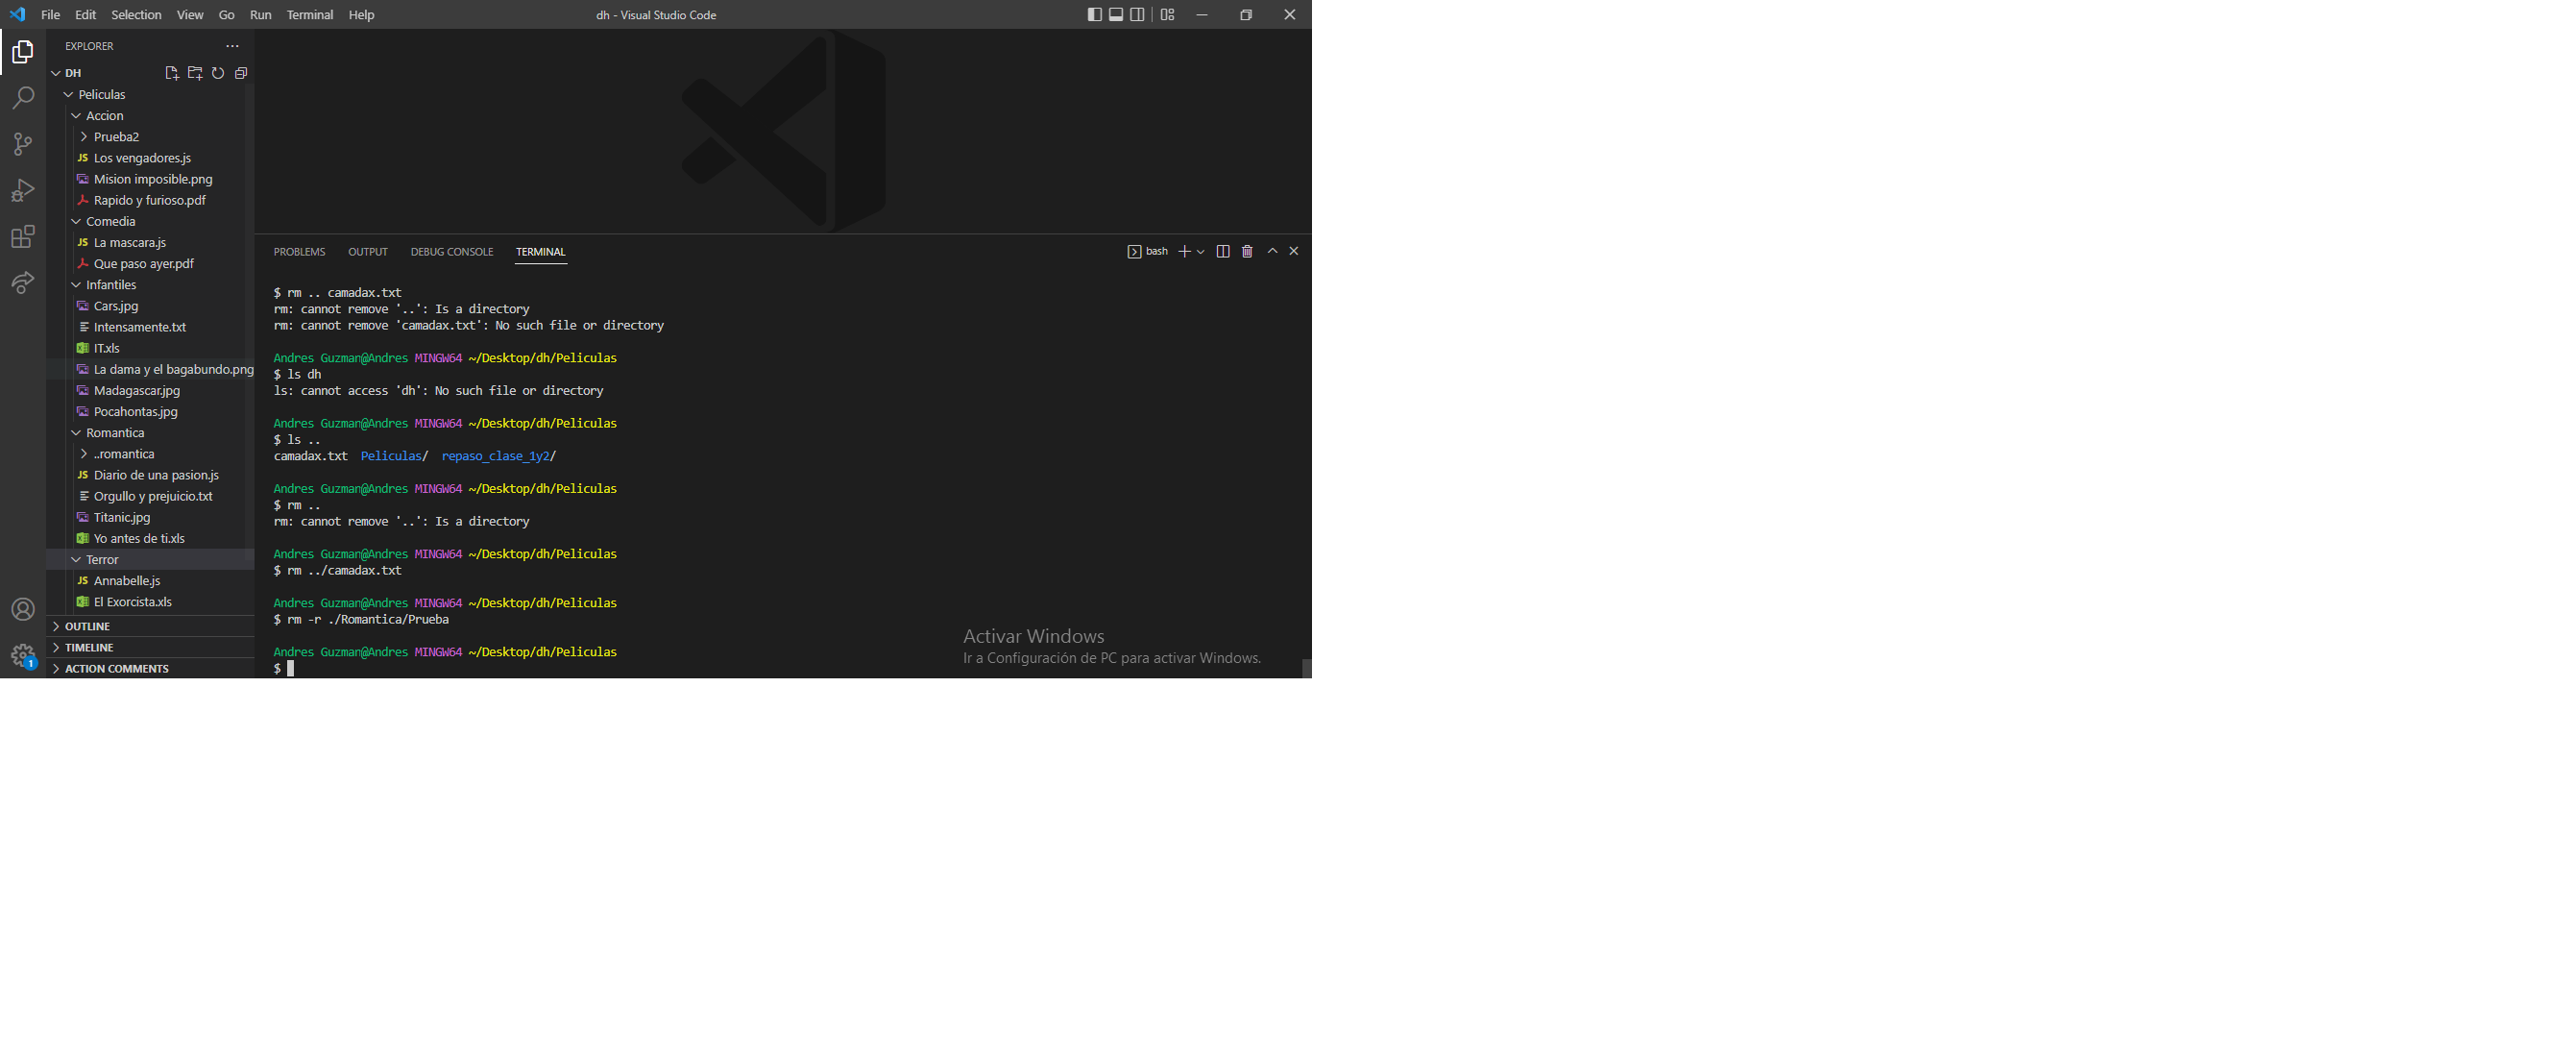 File Edit Selection View Go Run Terminal Help
dh - Visual Studio Code
EXPLORER
DH
Peliculas
Accion
Prueba2
JS Los vengadores.js
Mision imposible.png
Rapido y furioso.pdf
Comedia
JS La mascara.js
Que paso ayer.pdf
Infantiles
Cars.jpg
Intensamente.txt
IT.xls
La dama y el bagabundo.png
Madagascar.jpg
Pocahontas.jpg
Romantica
..romantica
JS Diario de una pasion.js
Orgullo y prejuicio.txt
Titanic.jpg
Yo antes de ti.xls
Terror
JS Annabelle.js
El Exorcista.xls
OUTLINE
TIMELINE
1
ACTION COMMENTS
PROBLEMS OUTPUT DEBUG CONSOLE TERMINAL
bash
$ rm .. camadax.txt
rm: cannot remove '..': Is a directory
rm: cannot remove 'camadax.txt': No such file or directory
Andres Guzman@Andres MINGW64 ~/Desktop/dh/Peliculas
$ ls dh
ls: cannot access 'dh': No such file or directory
Andres Guzman@Andres MINGW64 ~/Desktop/dh/Peliculas
$ ls ..
camadax.txt Peliculas/ repaso_clase_1y2/
Andres Guzman@Andres MINGW64 ~/Desktop/dh/Peliculas
$ rm ..
rm: cannot remove '..': Is a directory
Andres Guzman@Andres MINGW64 ~/Desktop/dh/Peliculas
$ rm ../camadax.txt
Andres Guzman@Andres MINGW64 ~/Desktop/dh/Peliculas
$ rm -r ./Romantica/Prueba
Andres Guzman@Andres MINGW64 ~/Desktop/dh/Peliculas
$
Activar Windows
Ir a Configuración de PC para activar Windows.